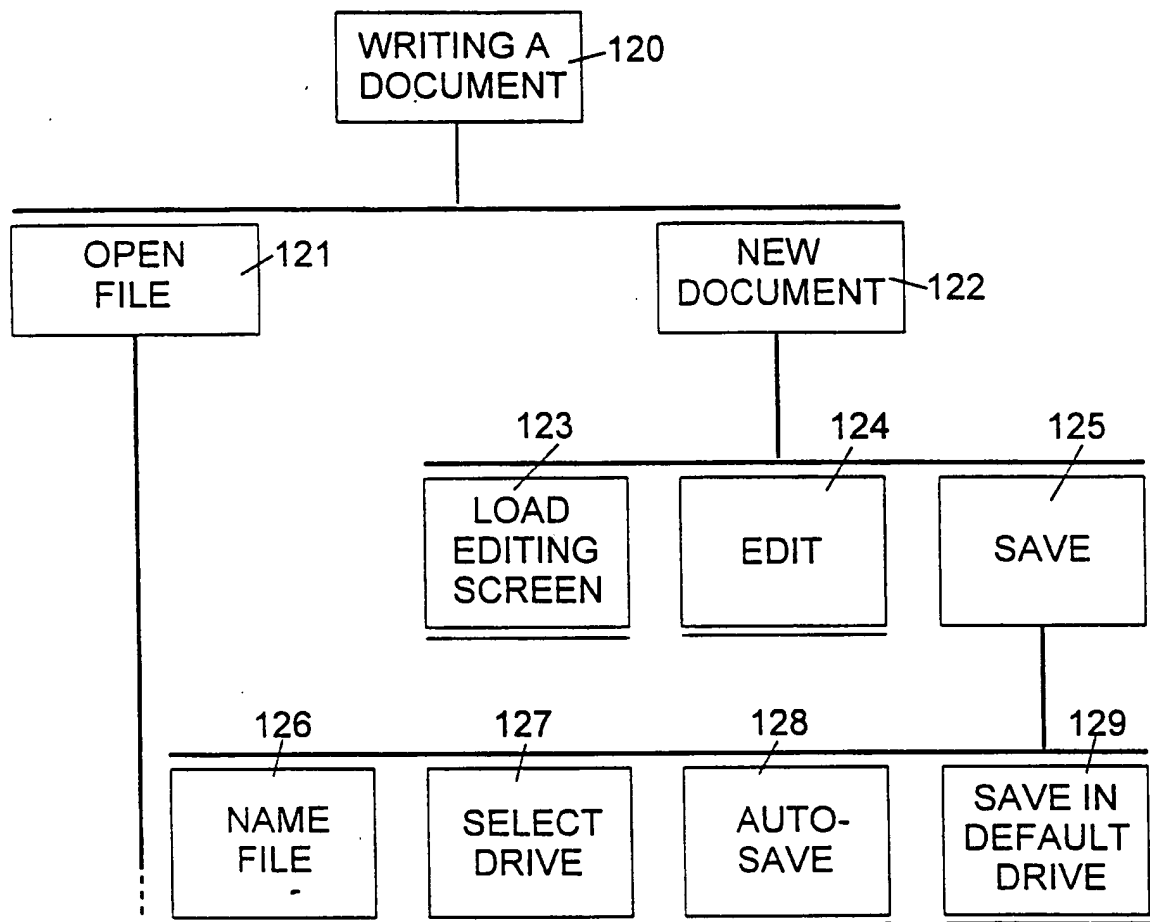 WRITING A
DOCUMENT
120
OPEN
FILE
121
NEW
DOCUMENT
122
123
124
125
LOAD
EDITING
SCREEN
EDIT
SAVE
126
127
128
129
NAME
FILE
SELECT
DRIVE
AUTO-
SAVE
SAVE IN
DEFAULT
DRIVE